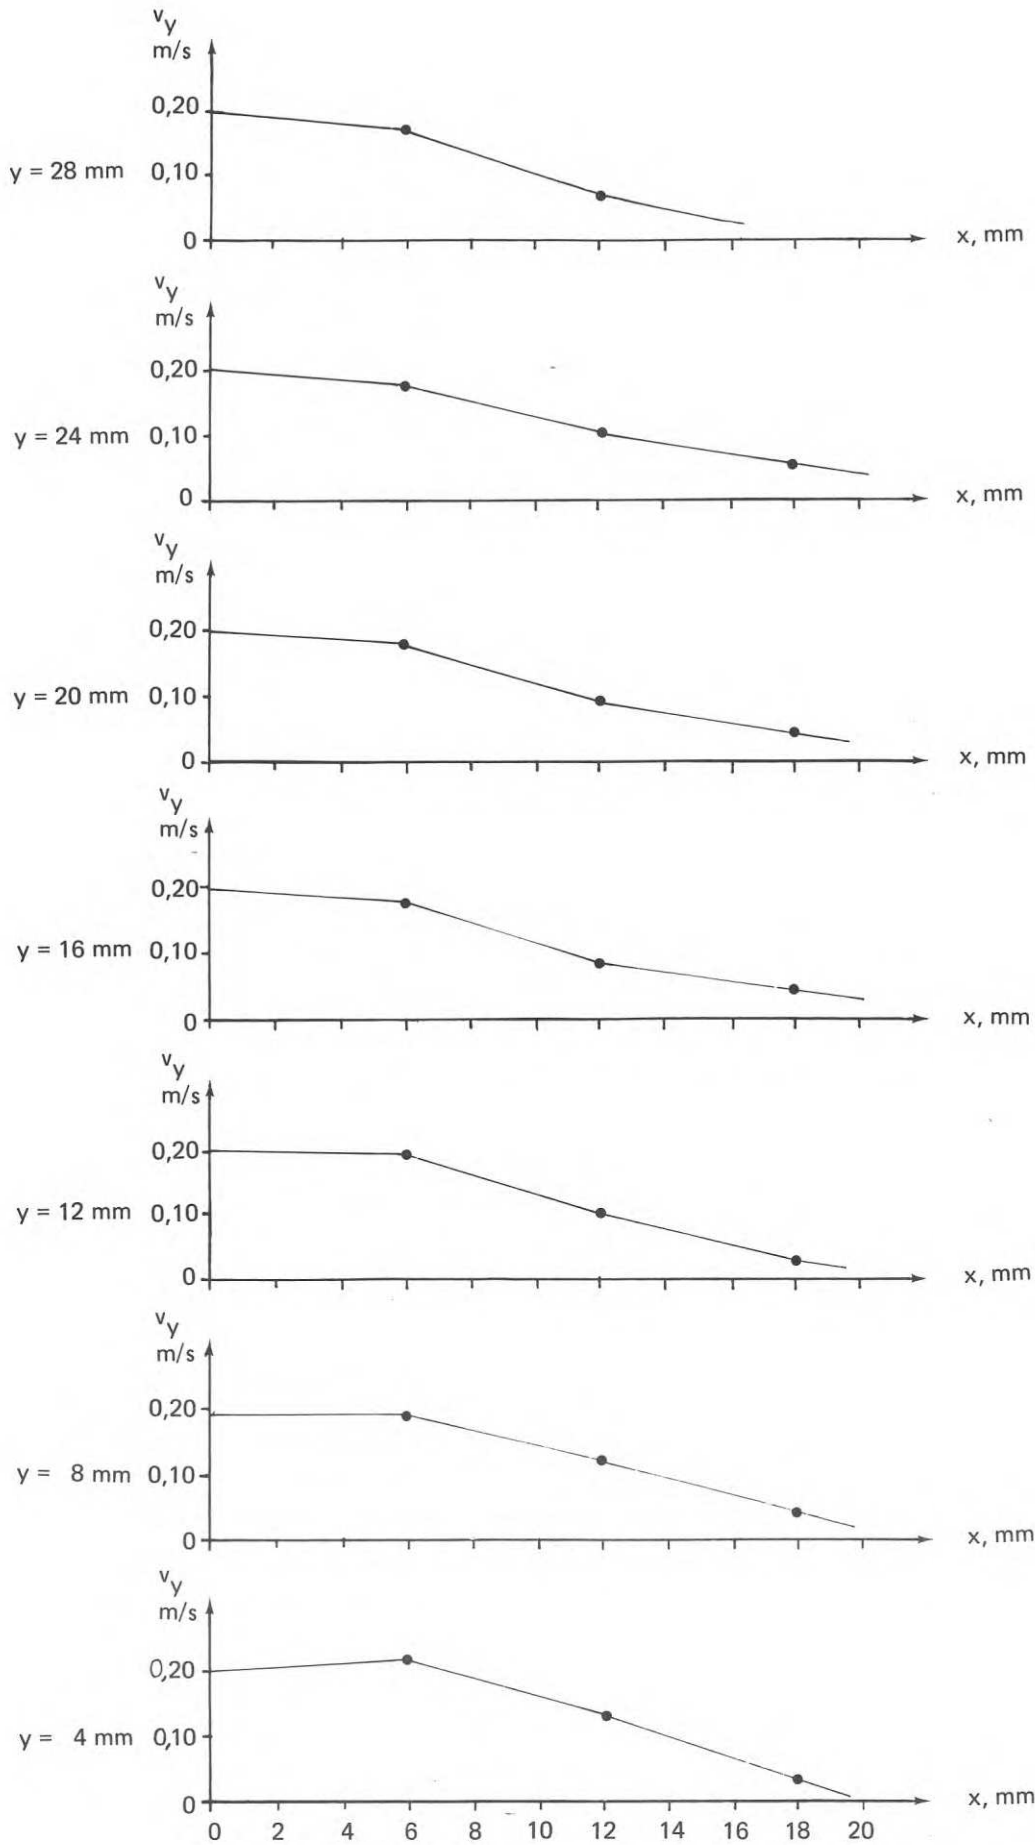 v_y
m/s
0,20
y = 28 mm 0,10
0
x, mm
v_y
m/s
0,20
y = 24 mm 0,10
0
x, mm
v_y
m/s
0,20
y = 20 mm 0,10
0
x, mm
v_y
m/s
0,20
y = 16 mm 0,10
0
x, mm
v_y
m/s
0,20
y = 12 mm 0,10
0
x, mm
v_y
m/s
0,20
y = 8 mm 0,10
0
x, mm
v_y
m/s
0,20
y = 4 mm 0,10
0
x, mm
0 2 4 6 8 10 12 14 16 18 20